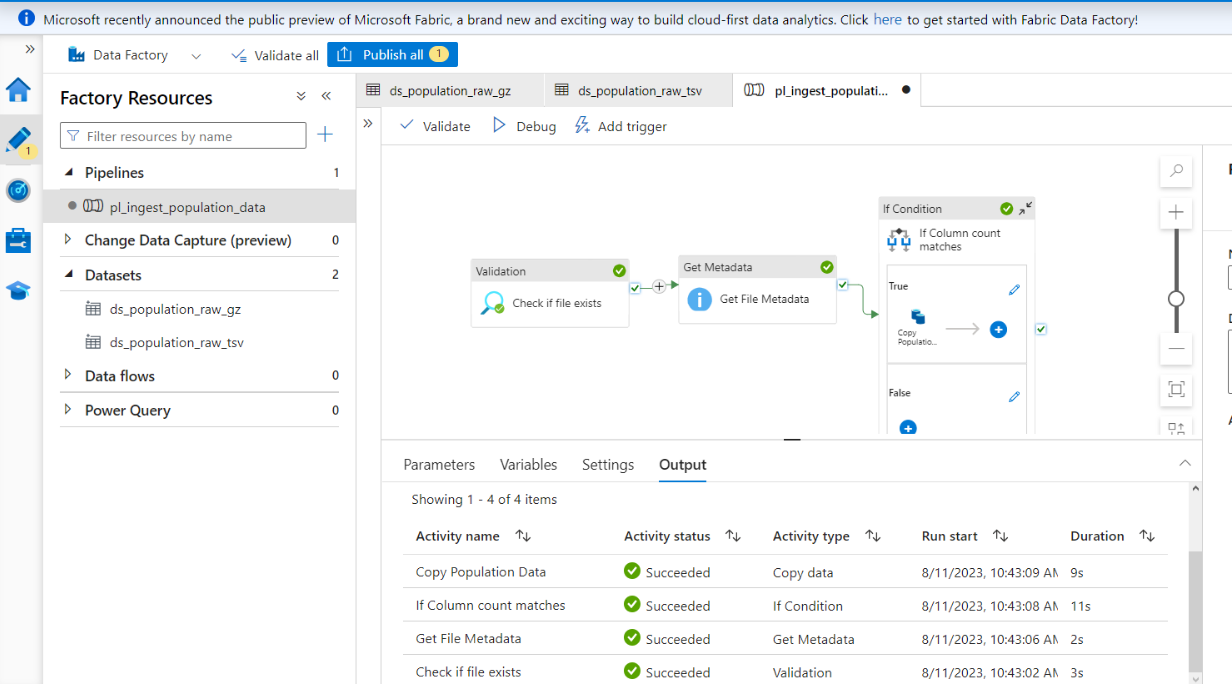 Microsoft recently announced the public preview of Microsoft Fabric, a brand new and exciting way to build cloud-first data analytics. Click here to get started with Fabric Data Factory!
Data Factory
Validate all
Publish all 1
1
Factory Resources
Filter resources by name
Pipelines 1
pl_ingest_population_data
Change Data Capture (preview) 0
Datasets 2
ds_population_raw_gz
ds_population_raw_tsv
Data flows 0
Power Query 0
ds_population_raw_gz
ds_population_raw_tsv
pl_ingest_populati...
Validate
Debug
Add trigger
Validation
Check if file exists
Get Metadata
Get File Metadata
If Condition
If Column count
matches
True
Copy
Populatio...
False
Parameters
Variables
Settings
Output
Showing 1 - 4 of 4 items
Activity name Activity status Activity type Run start Duration
Copy Population Data Succeeded Copy data 8/11/2023, 10:43:09 AM 9s
If Column count matches Succeeded If Condition 8/11/2023, 10:43:08 AM 11s
Get File Metadata Succeeded Get Metadata 8/11/2023, 10:43:06 AM 2s
Check if file exists Succeeded Validation 8/11/2023, 10:43:02 AM 3s